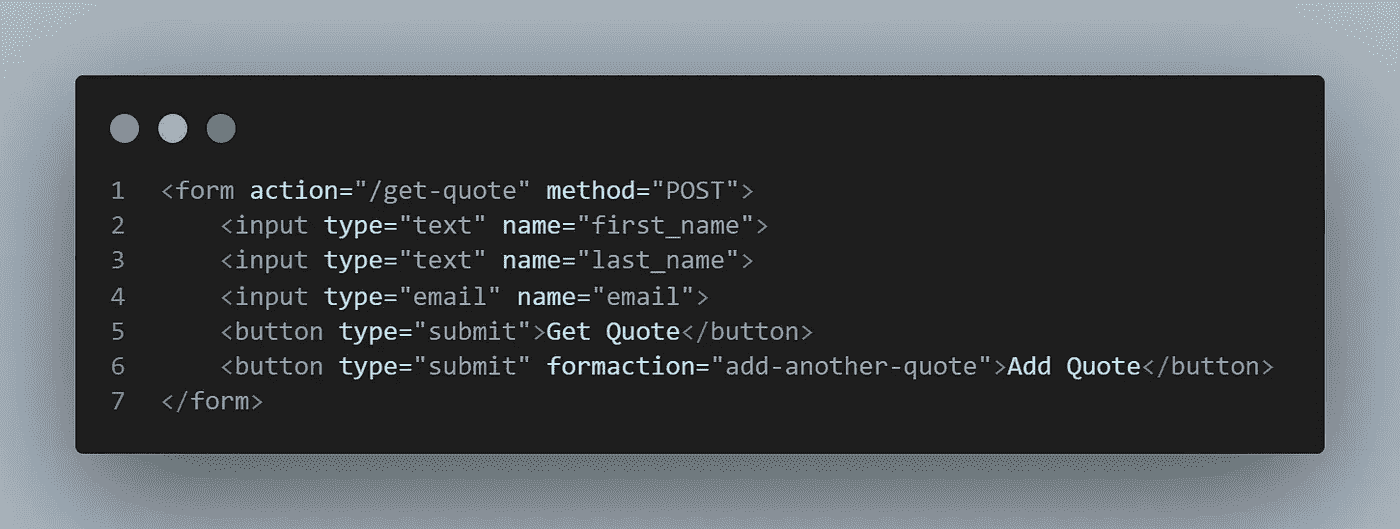 1 <form action="/get-quote" method="POST">
2     <input type="text" name="first_name">
3     <input type="text" name="last_name">
4     <input type="email" name="email">
5     <button type="submit">Get Quote</button>
6     <button type="submit" formaction="add-another-quote">Add Quote</button>
7 </form>